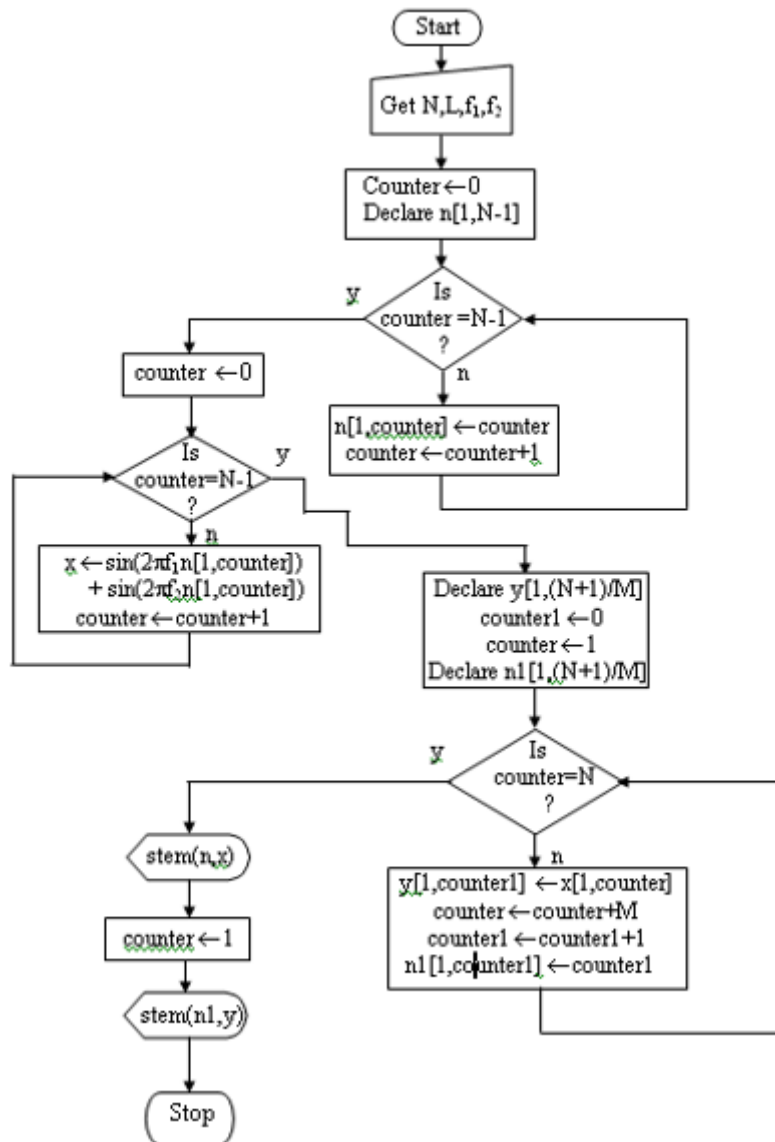 Start
Get N,L,f₁,f₂
Counter←0
Declare n[1,N-1]
Is
counter =N-1
?
y
n
n[1,counter] ←counter
counter←counter+1
counter ←0
Is
counter=N-1
?
y
n
x←sin(2πf₁n[1,counter])
+ sin(2πf₂n[1,counter])
counter←counter+1
Declare y[1,(N+1)/M]
counter1←0
counter←1
Declare n1[1,(N+1)/M]
Is
counter=N
?
y
n
y[1,counter1] ←x[1,counter]
counter←counter+M
counter1←counter1+1
n1[1,counter1] ←counter1
stem(n,x)
counter←1
stem(n1,y)
Stop